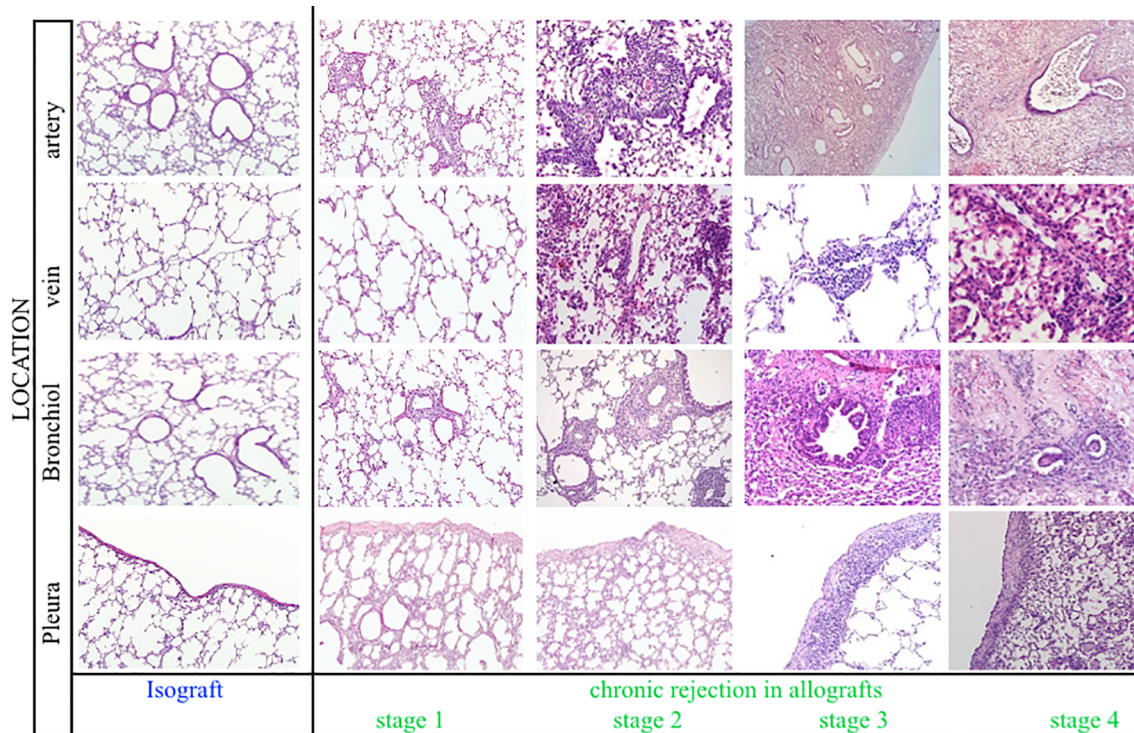 LOCATION
artery
vein
Bronchiol
Pleura
Isograft
chronic rejection in allografts
stage 1
stage 2
stage 3
stage 4